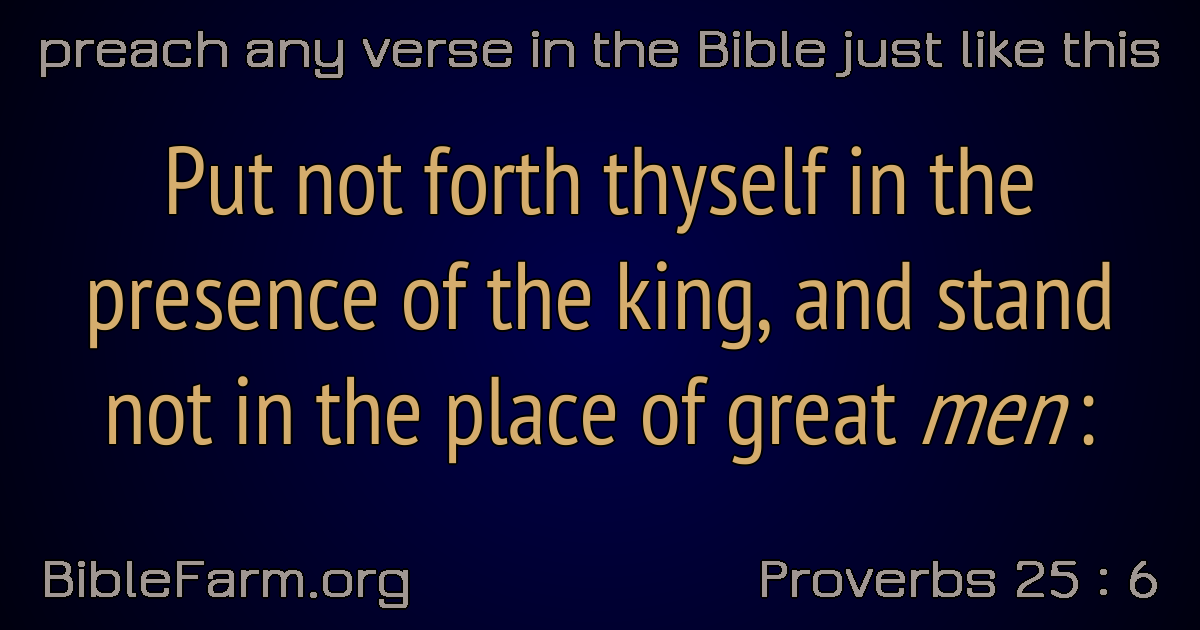 preach any verse in the Bible just like this
Put not forth thyself in the
presence of the king, and stand
not in the place of great men:
BibleFarm.org
Proverbs 25 : 6